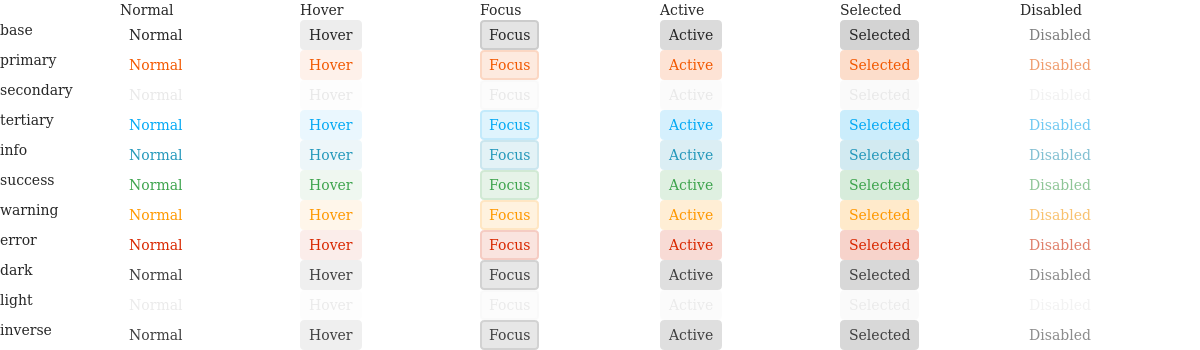 Normal Hover Focus Active Selected Disabled
base Normal Hover Focus Active Selected Disabled
primary Normal Hover Focus Active Selected Disabled
secondary Normal Hover Focus Active Selected Disabled
tertiary Normal Hover Focus Active Selected Disabled
info Normal Hover Focus Active Selected Disabled
success Normal Hover Focus Active Selected Disabled
warning Normal Hover Focus Active Selected Disabled
error Normal Hover Focus Active Selected Disabled
dark Normal Hover Focus Active Selected Disabled
light Normal Hover Focus Active Selected Disabled
inverse Normal Hover Focus Active Selected Disabled